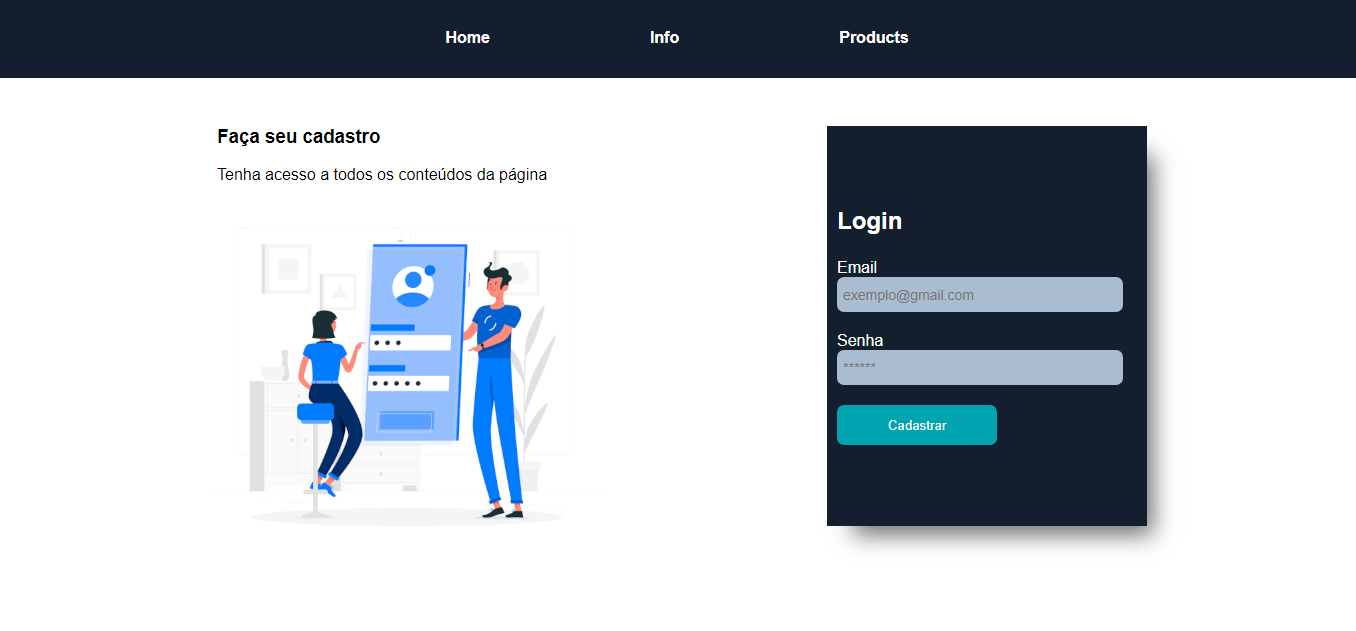 Home Info Products
Faça seu cadastro
Tenha acesso a todos os conteúdos da página
Login
Email
exemplo@gmail.com
Senha
******
Cadastrar